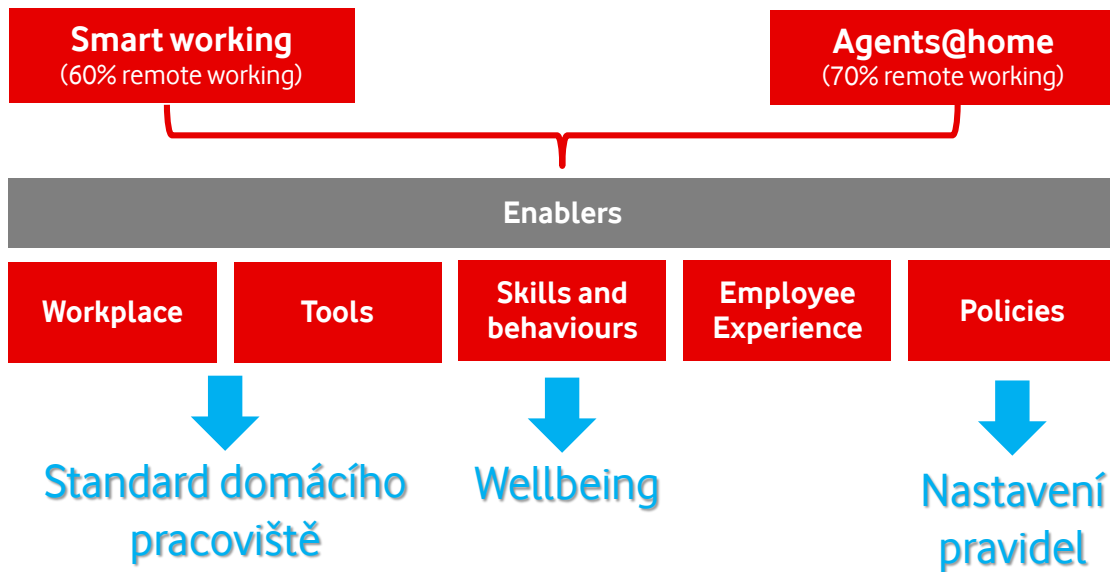 Smart working
(60% remote working)
Agents@home
(70% remote working)
Enablers
Workplace
Tools
Skills and
behaviours
Employee
Experience
Policies
Standard domácího
pracoviště
Wellbeing
Nastavení
pravidel